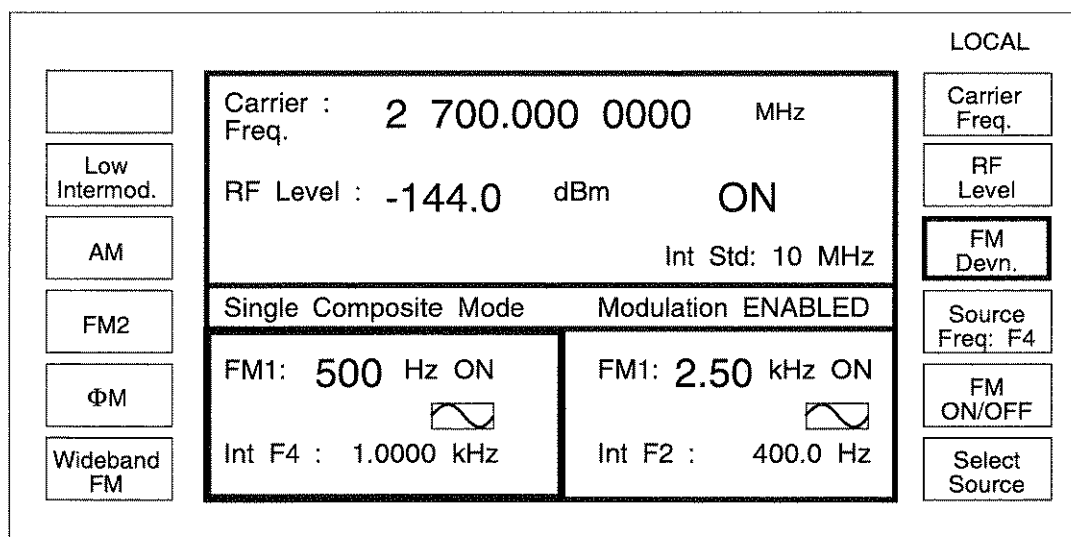 LOCAL
Low
Intermod.
AM
FM2
ΦM
Wideband
FM
Carrier :
Freq.
2 700.000 0000 MHz
RF Level : -144.0 dBm ON
Int Std: 10 MHz
Single Composite Mode
Modulation ENABLED
FM1: 500 Hz ON
Int F4 : 1.0000 kHz
FM1: 2.50 kHz ON
Int F2 : 400.0 Hz
Carrier
Freq.
RF
Level
FM
Devn.
Source
Freq: F4
FM
ON/OFF
Select
Source